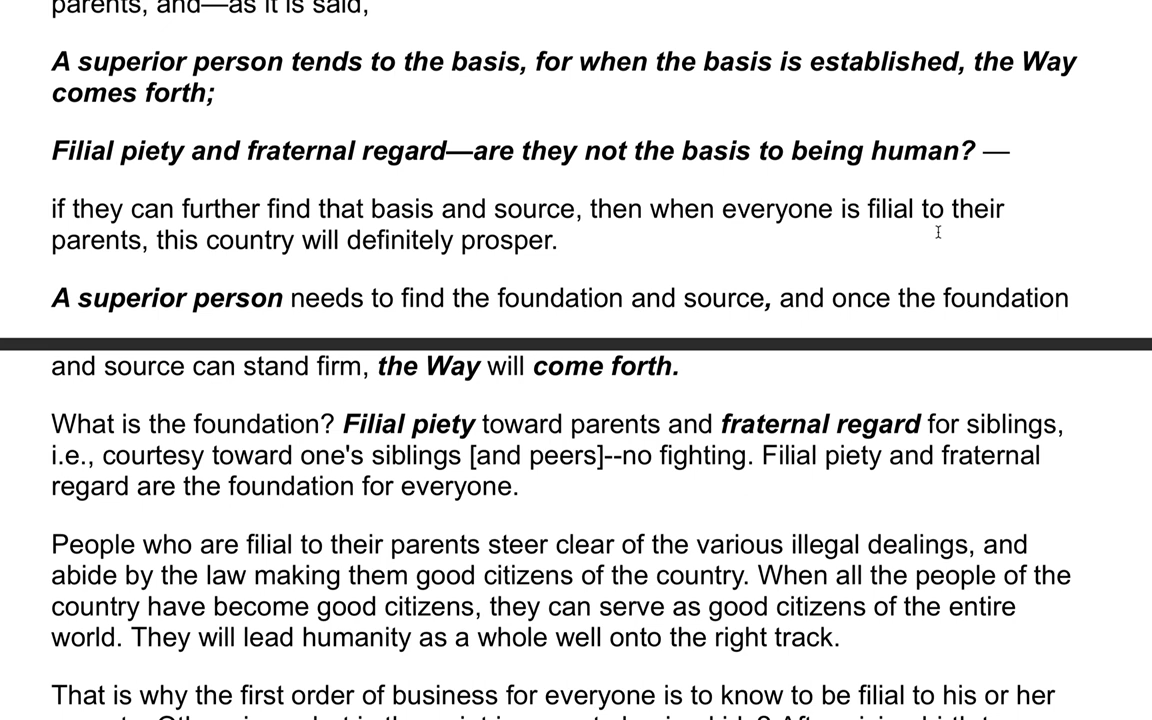 parents, and—as it is said,
A superior person tends to the basis, for when the basis is established, the Way
comes forth;
Filial piety and fraternal regard—are they not the basis to being human? —
if they can further find that basis and source, then when everyone is filial to their
parents, this country will definitely prosper.
A superior person needs to find the foundation and source, and once the foundation
and source can stand firm, the Way will come forth.
What is the foundation? Filial piety toward parents and fraternal regard for siblings,
i.e., courtesy toward one's siblings [and peers]--no fighting. Filial piety and fraternal
regard are the foundation for everyone.
People who are filial to their parents steer clear of the various illegal dealings, and
abide by the law making them good citizens of the country. When all the people of the
country have become good citizens, they can serve as good citizens of the entire
world. They will lead humanity as a whole well onto the right track.
That is why the first order of business for everyone is to know to be filial to his or her